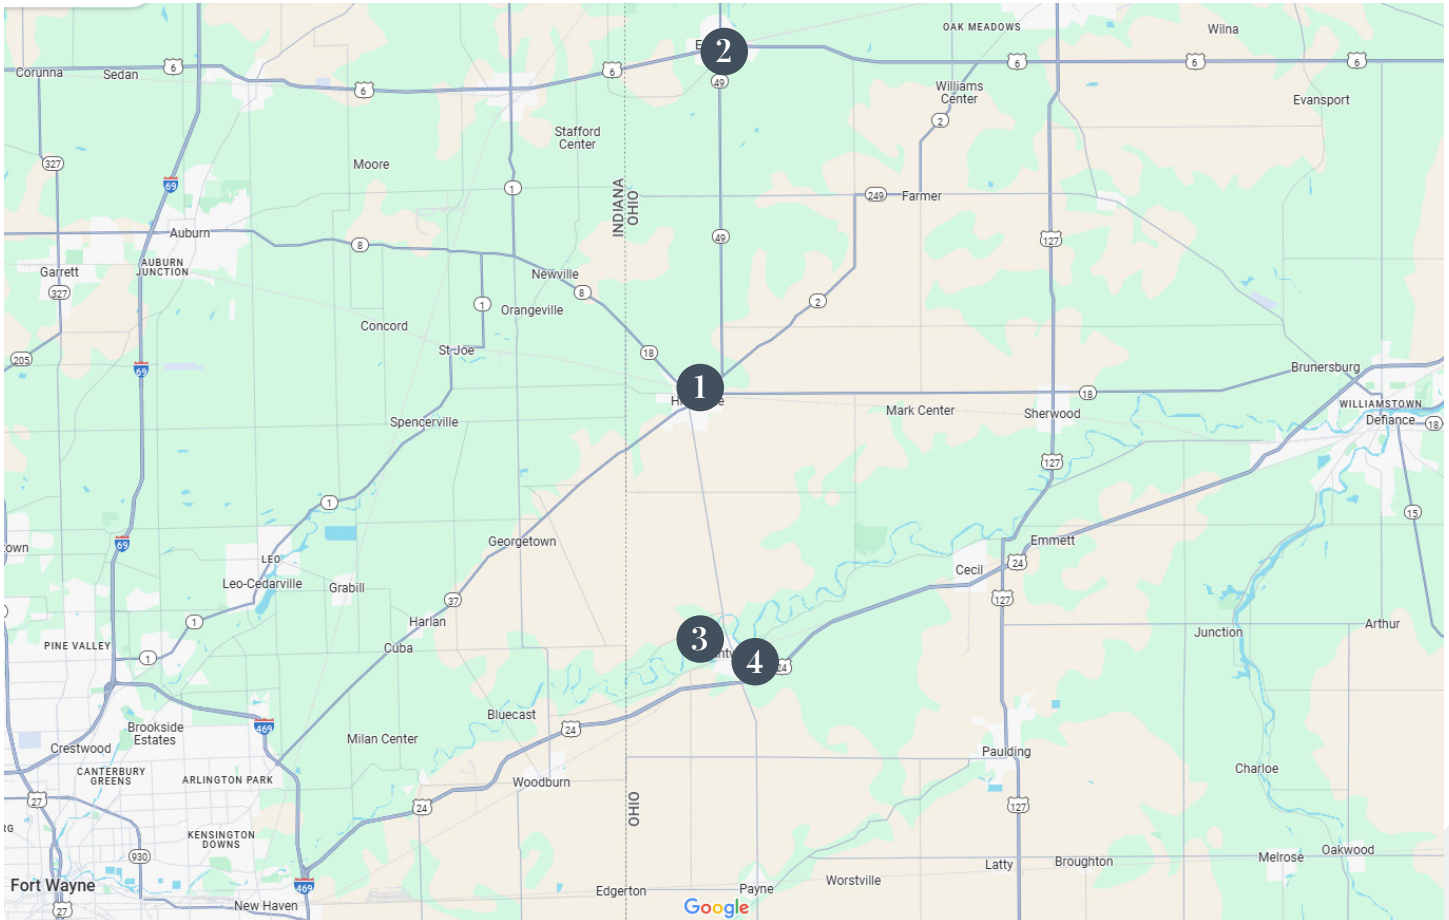 OAK MEADOWS
Wilna
2
6
6
6
6
6
6
Corunna
Sedan
49
Williams
Center
Evansport
6
2
Stafford
Center
327
Moore
69
1
INDIANA
OHIO
249
Farmer
Auburn
49
127
8
AUBURN
JUNCTION
Garrett
Newville
327
8
1
Orangeville
2
Concord
205
St Joe
18
69
Brunersburg
1
18
WILLIAMSTOWN
Mark Center
Sherwood
Defiance
18
Spencerville
127
1
15
69
Georgetown
Emmett
LEO
24
Cecil
Leo-Cedarville
Grabill
37
127
1
Harlan
Arthur
Junction
3
PINE VALLEY
Cuba
1
4
24
Bluecast
Brookside
Estates
469
24
Milan Center
Crestwood
Paulding
CANTERBURY
GREENS
ARLINGTON PARK
Woodburn
Charloe
27
24
OHIO
127
KENSINGTON
DOWNS
930
Oakwood
Melrose
Latty
Broughton
Fort Wayne
469
Worstville
Edgerton
Payne
27
New Haven
Google